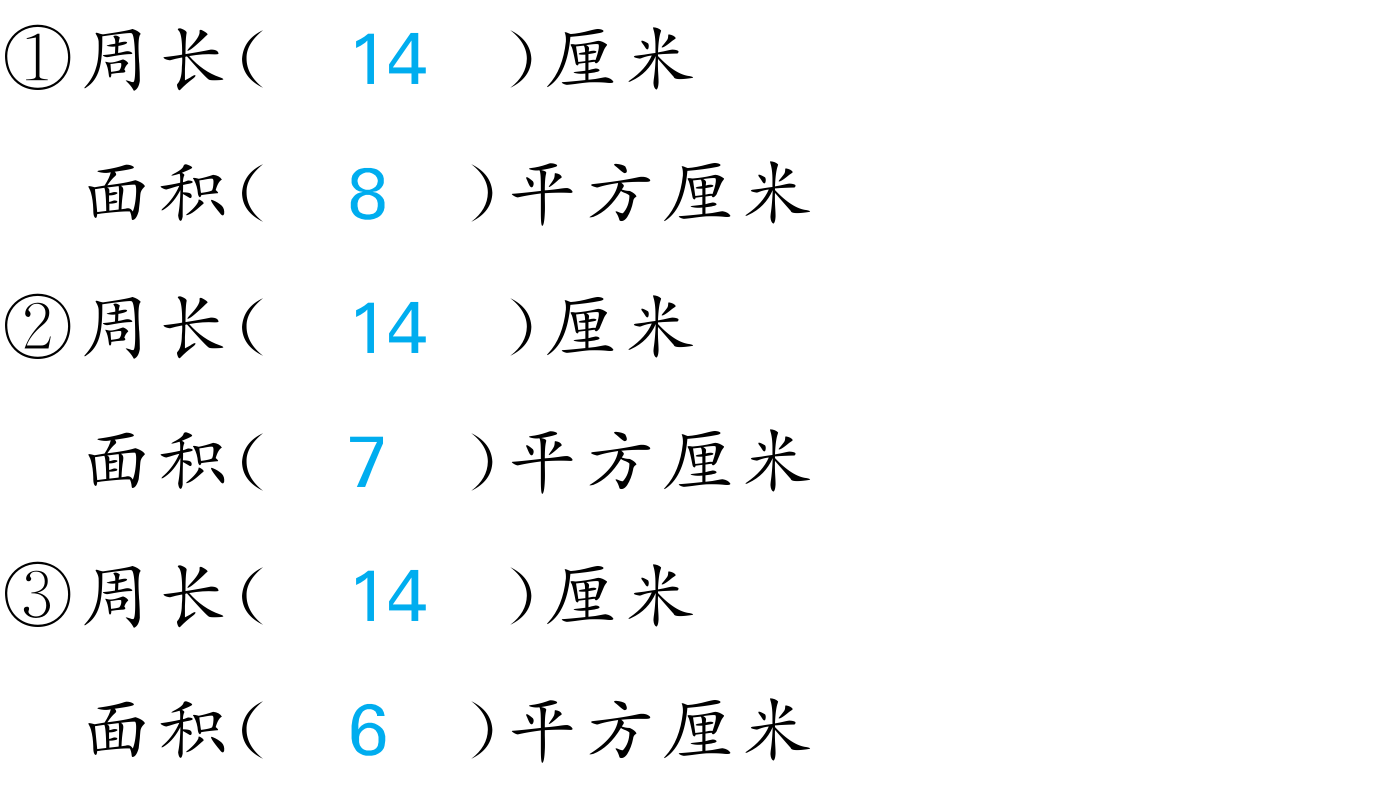 ①周长( 14 )厘米
面积( 8 )平方厘米
②周长( 14 )厘米
面积( 7 )平方厘米
③周长( 14 )厘米
面积( 6 )平方厘米